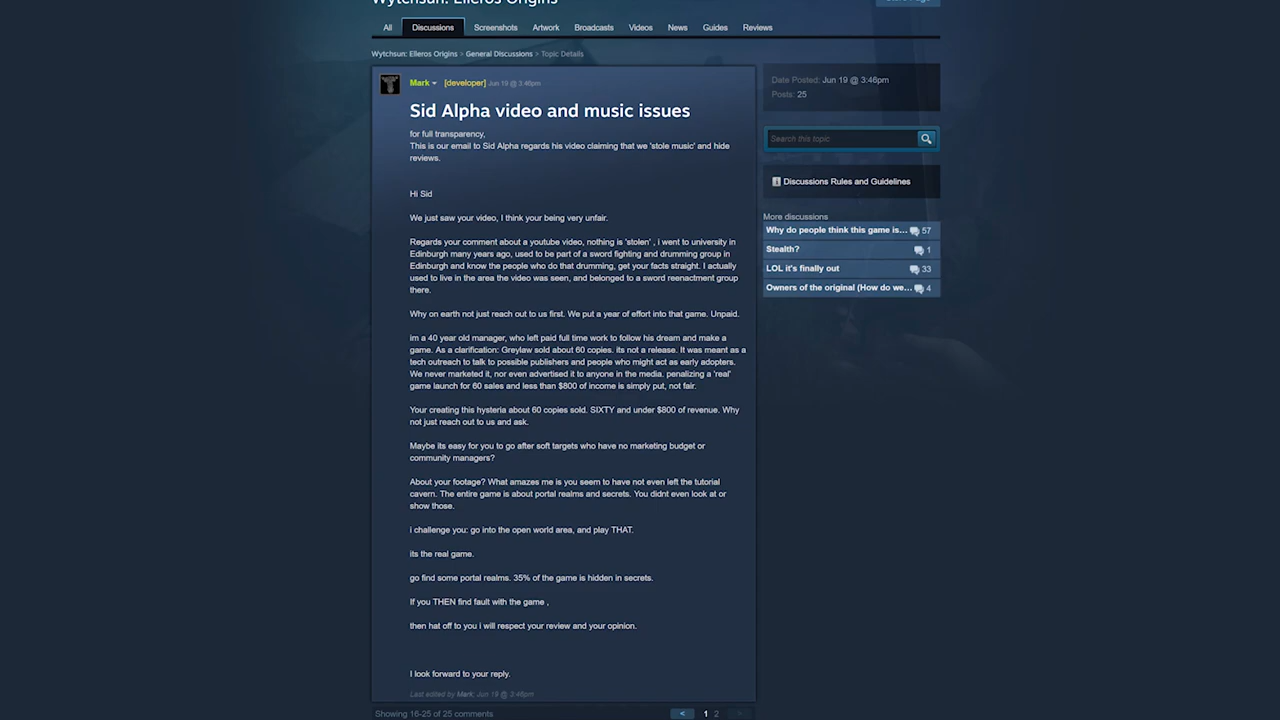 Wytchsun: Elleros Origins
Store Page
All Discussions Screenshots Artwork Broadcasts Videos News Guides Reviews
Wytchsun: Elleros Origins > General Discussions > Topic Details
Mark [developer] Jun 19 @ 3:46pm
Sid Alpha video and music issues
for full transparency,
This is our email to Sid Alpha regards his video claiming that we 'stole music' and hide
reviews.
Hi Sid
We just saw your video, I think your being very unfair.
Regards your comment about a youtube video, nothing is 'stolen' , i went to university in
Edinburgh many years ago, used to be part of a sword fighting and drumming group in
Edinburgh and know the people who do that drumming, get your facts straight. I actually
used to live in the area the video was seen, and belonged to a sword reenactment group
there.
Why on earth not just reach out to us first. We put a year of effort into that game. Unpaid.
im a 40 year old manager, who left paid full time work to follow his dream and make a
game. As a clarification: Greylaw sold about 60 copies. its not a release. It was meant as a
tech outreach to talk to possible publishers and people who might act as early adopters.
We never marketed it, nor even advertised it to anyone in the media. penalizing a 'real'
game launch for 60 sales and less than $800 of income is simply put, not fair.
Your creating this hysteria about 60 copies sold. SIXTY and under $800 of revenue. Why
not just reach out to us and ask.
Maybe its easy for you to go after soft targets who have no marketing budget or
community managers?
About your footage? What amazes me is you seem to have not even left the tutorial
cavern. The entire game is about portal realms and secrets. You didnt even look at or
show those.
i challenge you: go into the open world area, and play THAT.
its the real game.
go find some portal realms. 35% of the game is hidden in secrets.
If you THEN find fault with the game ,
then hat off to you i will respect your review and your opinion.
I look forward to your reply.
Last edited by Mark; Jun 19 @ 3:48pm
Showing 16-25 of 25 comments
< 1 2 >
Date Posted: Jun 19 @ 3:46pm
Posts: 25
Search this topic
Discussions Rules and Guidelines
More discussions
Why do people think this game is... 57
Stealth? 1
LOL it's finally out 33
Owners of the original (How do we... 4